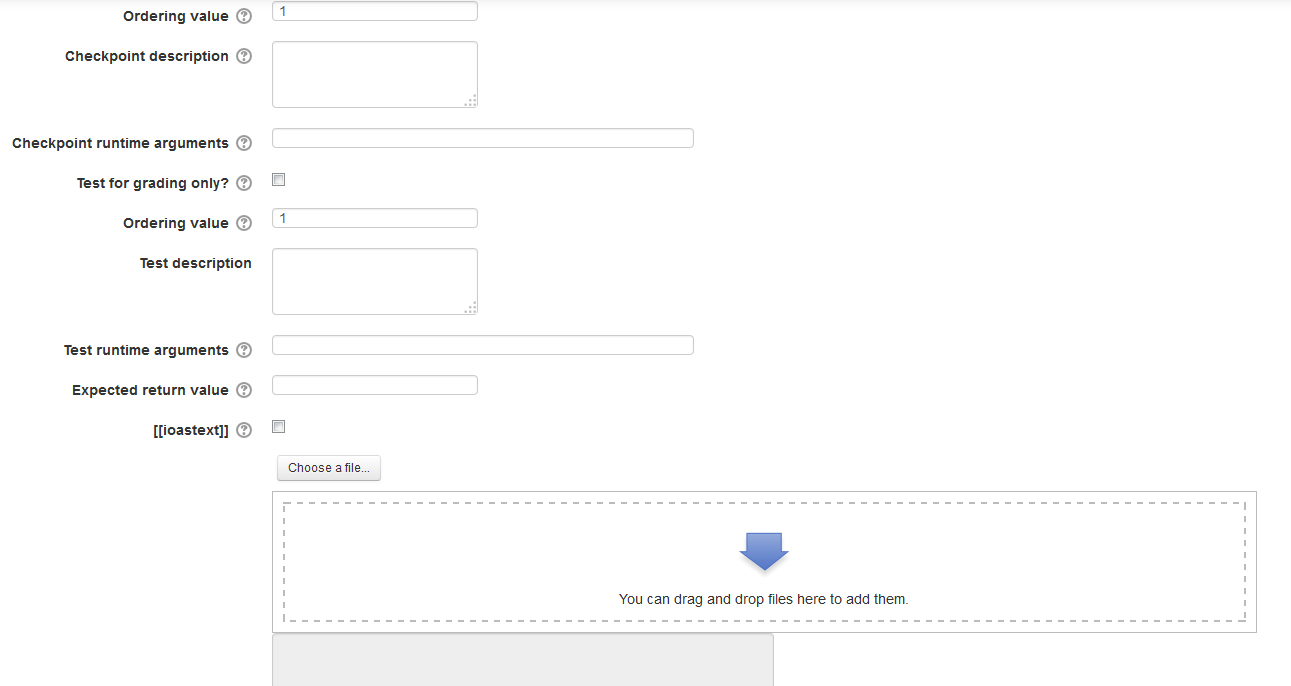 Ordering value
1
Checkpoint description
Checkpoint runtime arguments
Test for grading only?
Ordering value
1
Test description
Test runtime arguments
Expected return value
[[ioastext]]
Choose a file...
You can drag and drop files here to add them.